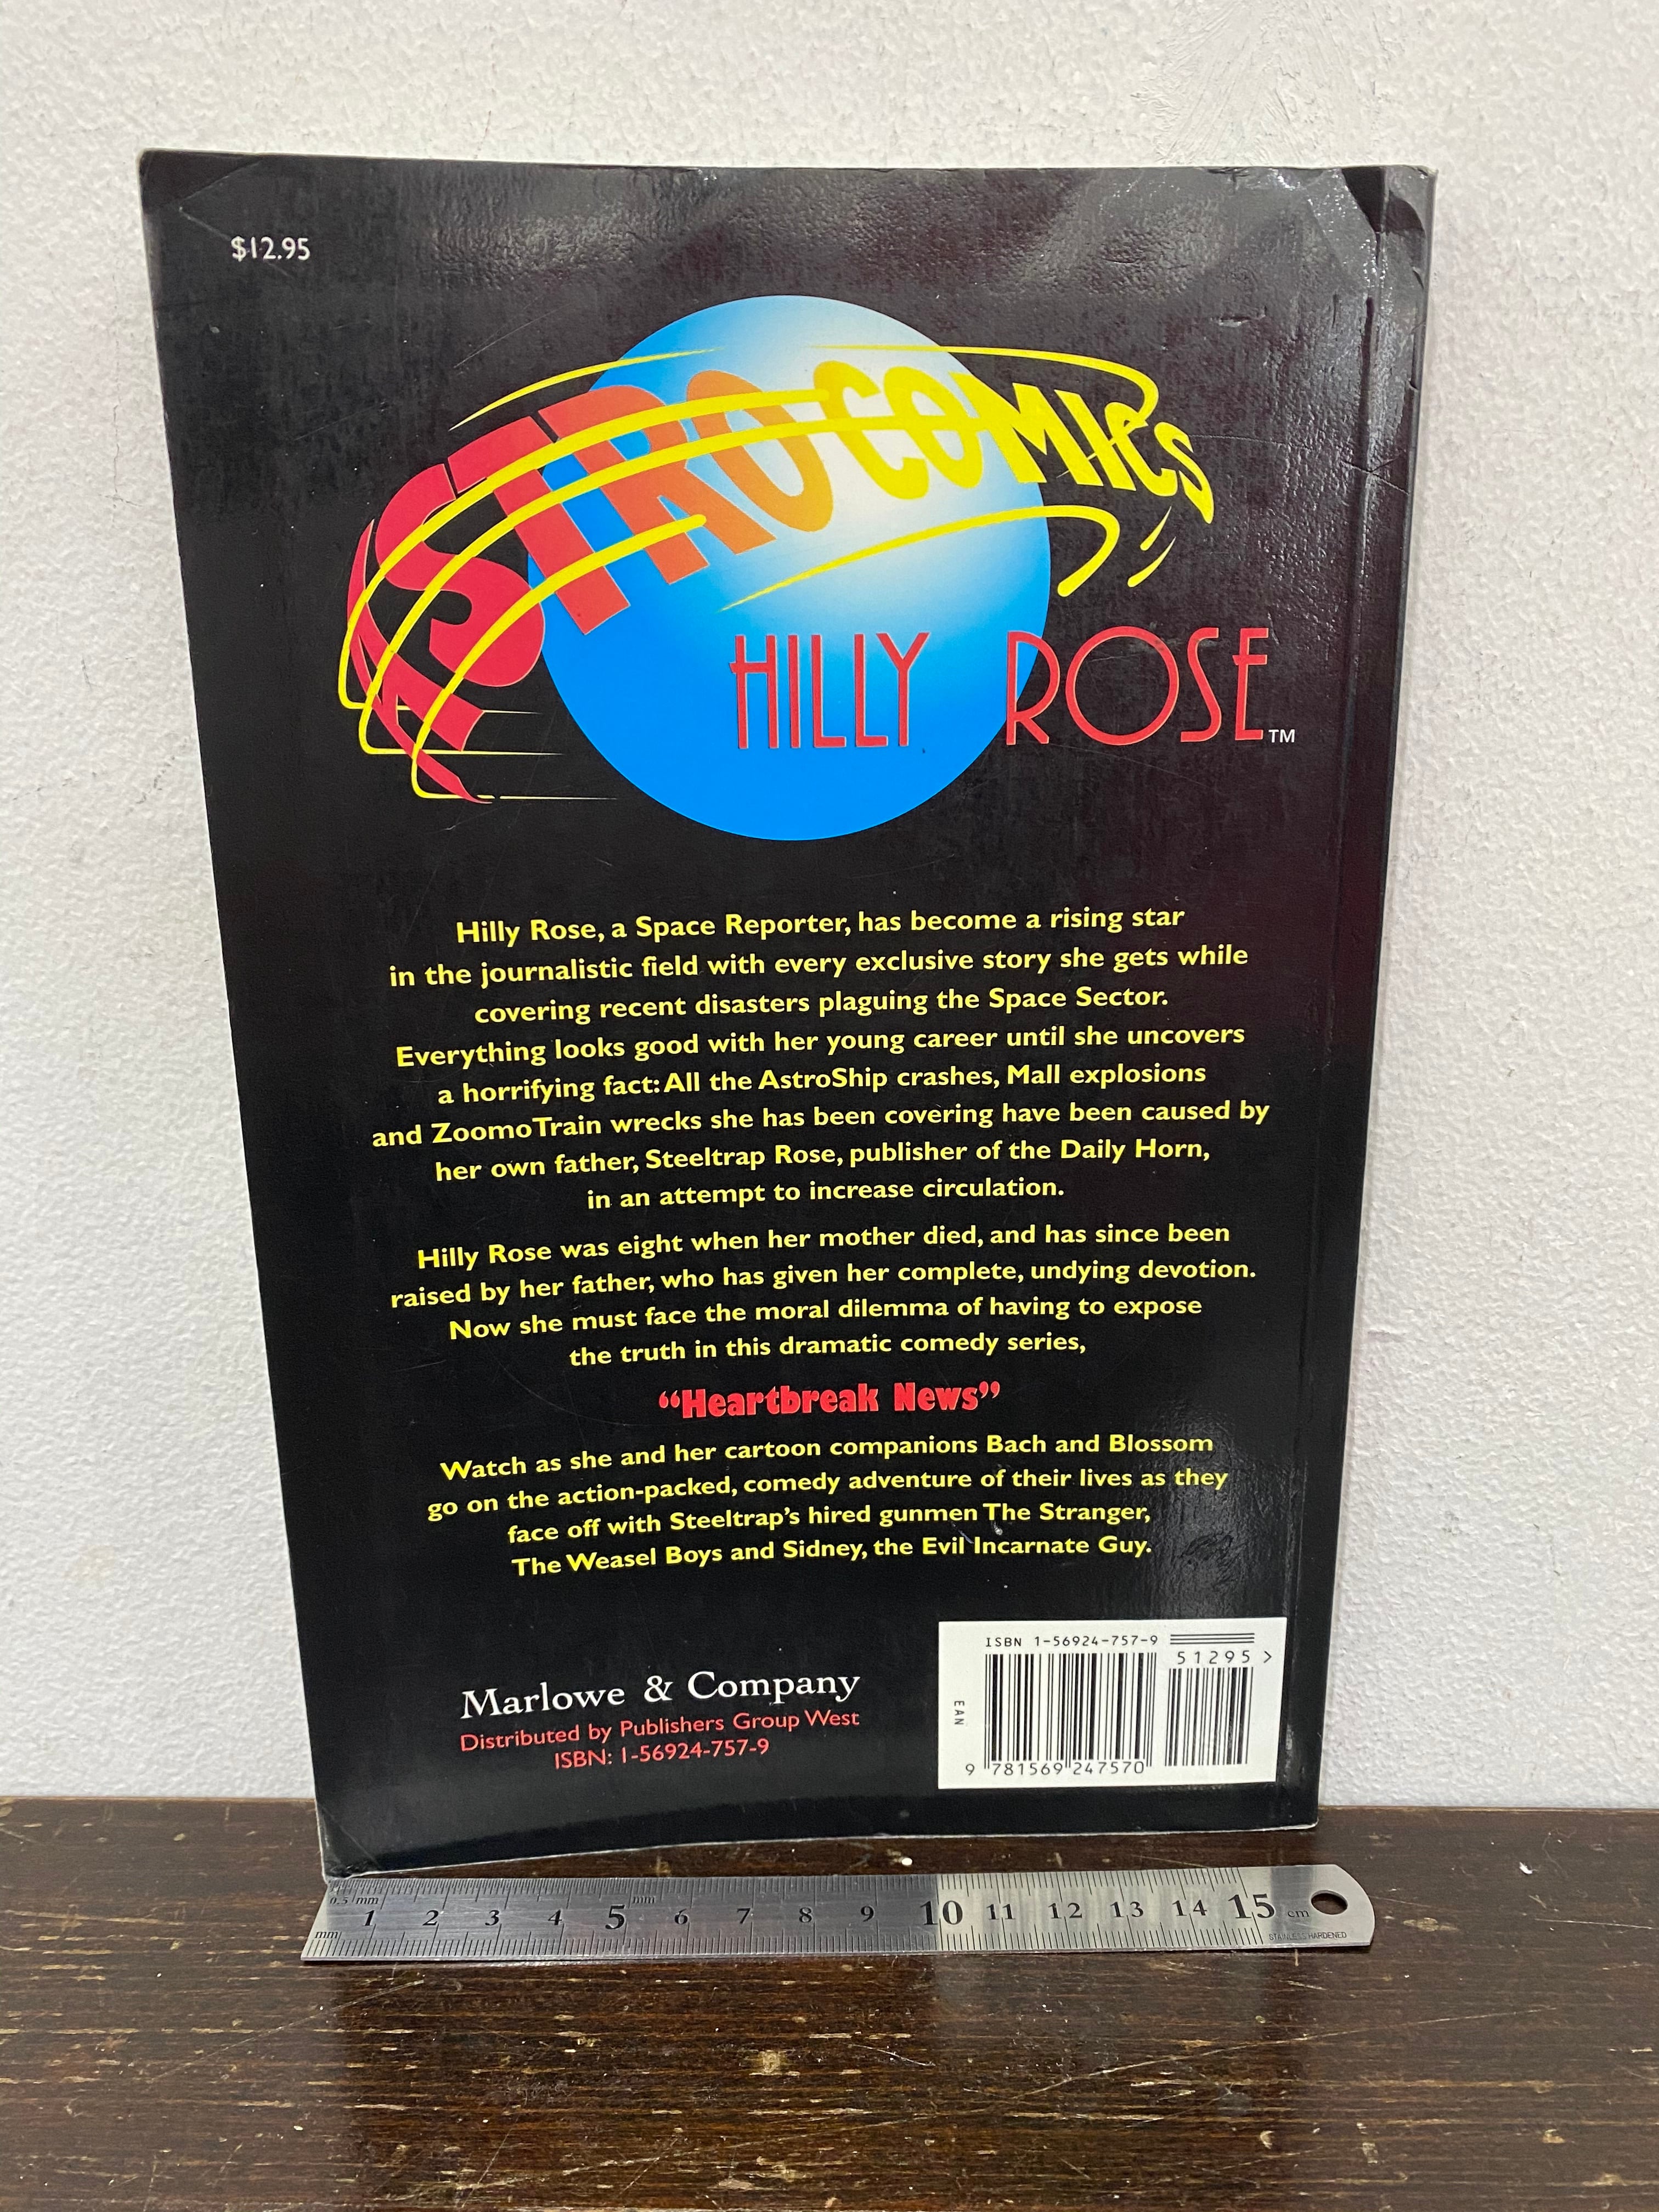 $12.95
ASTROCOMICS
HILLY ROSE™
Hilly Rose, a Space Reporter, has become a rising star
in the journalistic field with every exclusive story she gets while
covering recent disasters plaguing the Space Sector.
Everything looks good with her young career until she uncovers
a horrifying fact: All the AstroShip crashes, Mall explosions
and ZoomoTrain wrecks she has been covering have been caused by
her own father, Steeltrap Rose, publisher of the Daily Horn,
in an attempt to increase circulation.
Hilly Rose was eight when her mother died, and has since been
raised by her father, who has given her complete, undying devotion.
Now she must face the moral dilemma of having to expose
the truth in this dramatic comedy series,
“Heartbreak News”
Watch as she and her cartoon companions Bach and Blossom
go on the action-packed, comedy adventure of their lives as they
face off with Steeltrap’s hired gunmen The Stranger,
The Weasel Boys and Sidney, the Evil Incarnate Guy.
Marlowe & Company
Distributed by Publishers Group West
ISBN: 1-56924-757-9
ISBN 1-56924-757-9
51295 >
EAN
9 781569 247570
0.5 mm mm
1 2 3 4 5 6 7 8 9 10 11 12 13 14 15 cm
mm
STAINLESS HARDENED